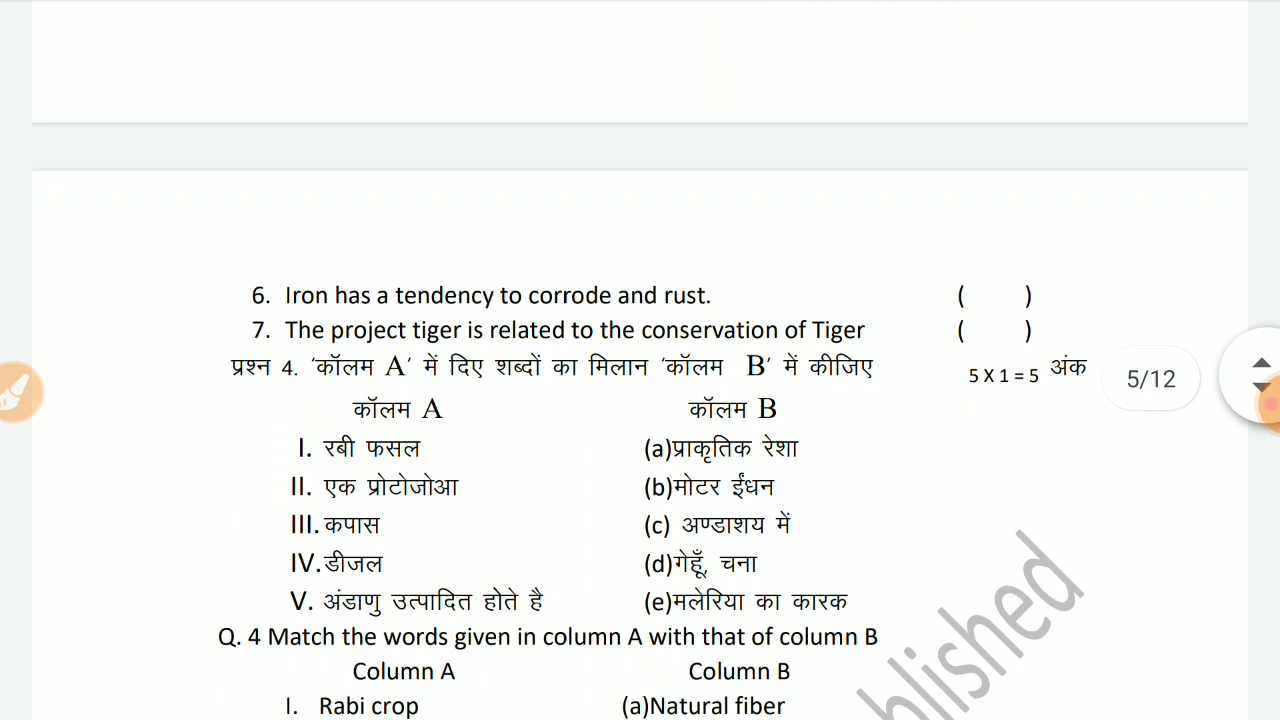 6. Iron has a tendency to corrode and rust. ( )
7. The project tiger is related to the conservation of Tiger ( )
प्रश्न 4. ‘कॉलम A’ में दिए शब्दों का मिलान ‘कॉलम B’ में कीजिए 5 X 1 = 5 अंक
5/12
कॉलम A कॉलम B
I. रबी फसल (a)प्राकृतिक रेशा
II. एक प्रोटोजोआ (b)मोटर ईंधन
III. कपास (c) अण्डाशय में
IV. डीजल (d)गेहूँ, चना
V. अंडाणु उत्पादित होते है (e)मलेरिया का कारक
Q. 4 Match the words given in column A with that of column B
Column A Column B
I. Rabi crop (a)Natural fiber
blished